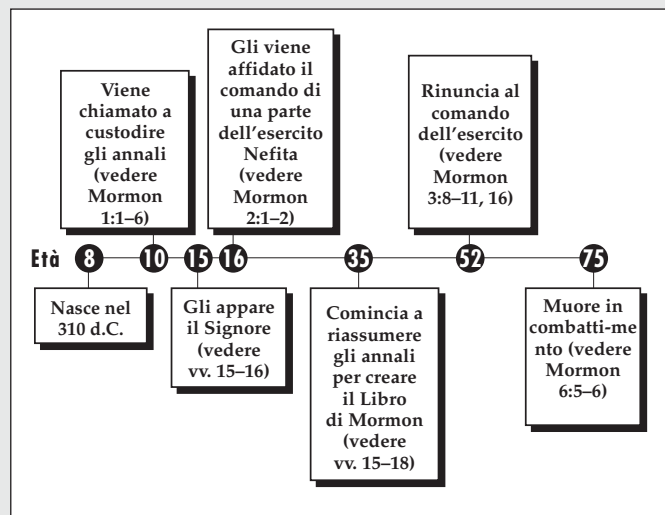 Viene
chiamato a
custodire
gli annali
(vedere
Mormon
1:1–6)
Gli viene
affidato il
comando di
una parte
dell'esercito
Nefita
(vedere
Mormon
2:1–2)
Rinuncia al
comando
dell'esercito
(vedere
Mormon
3:8–11, 16)
Età 8 10 15 16 35 52 75
Nasce nel
310 d.C.
Gli appare
il Signore
(vedere
vv. 15–16)
Comincia a
riassumere
gli annali
per creare
il Libro
di Mormon
(vedere
vv. 15–18)
Muore in
combatti-me
nto (vedere
Mormon
6:5–6)